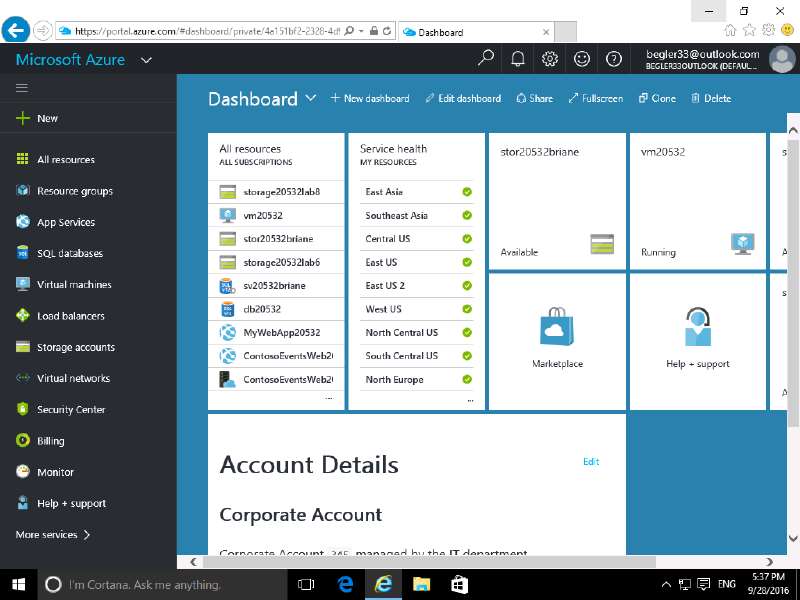 https://portal.azure.com/#dashboard/private/4a151bf2-2328-4d
Dashboard
Microsoft Azure
begler33@outlook.com
BEGLER33OUTLOOK (DEFAUL...
New
All resources
Resource groups
App Services
SQL databases
Virtual machines
Load balancers
Storage accounts
Virtual networks
Security Center
Billing
Monitor
Help + support
More services
Dashboard
New dashboard
Edit dashboard
Share
Fullscreen
Clone
Delete
All resources
ALL SUBSCRIPTIONS
storage20532lab8
vm20532
stor20532briane
storage20532lab6
sv20532briane
db20532
MyWebApp20532
ContosoEventsWeb20
ContosoEventsWeb20
...
Service health
MY RESOURCES
East Asia
Southeast Asia
Central US
East US
East US 2
West US
North Central US
South Central US
North Europe
...
stor20532briane
Available
vm20532
Running
Marketplace
Help + support
Account Details
Edit
Corporate Account
Corporate Account 345 managed by the IT department
I'm Cortana. Ask me anything.
ENG
5:37 PM
9/28/2016